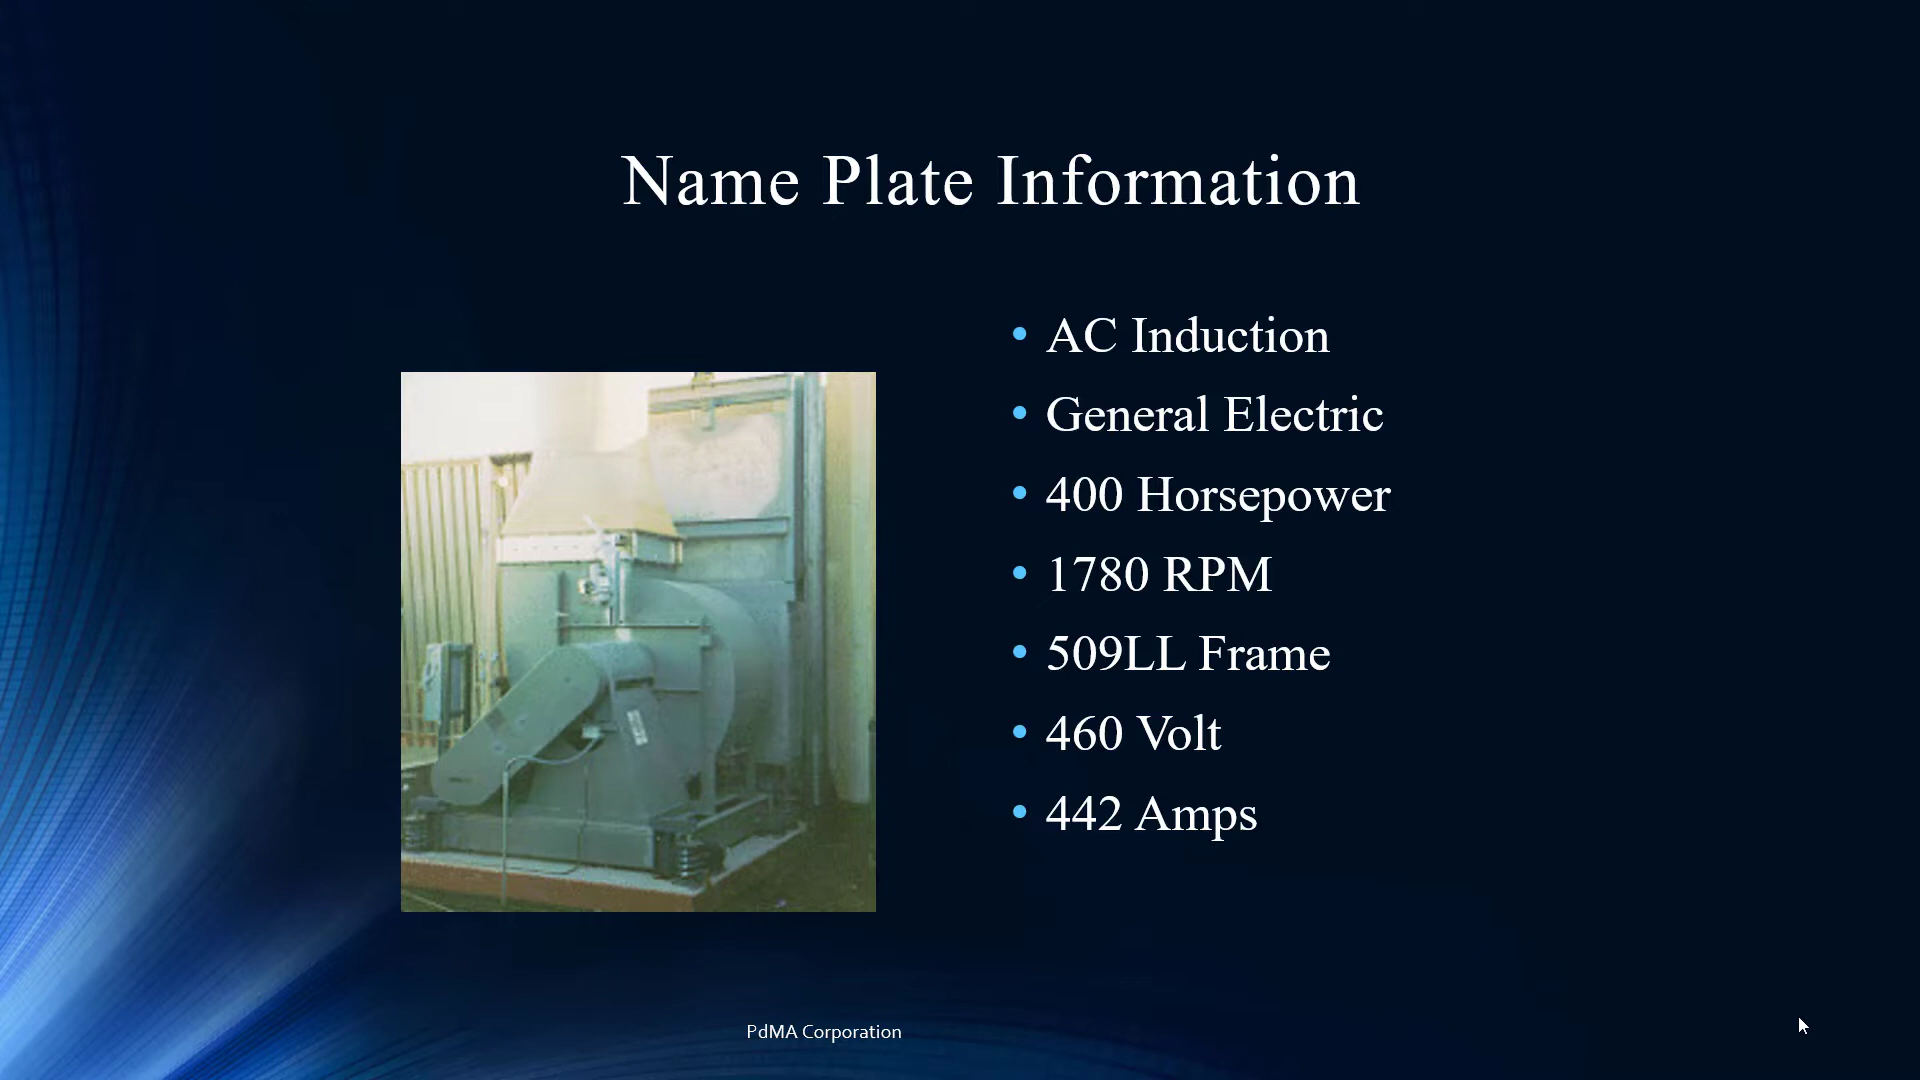 Name Plate Information
• AC Induction
• General Electric
• 400 Horsepower
• 1780 RPM
• 509LL Frame
• 460 Volt
• 442 Amps
PdMA Corporation